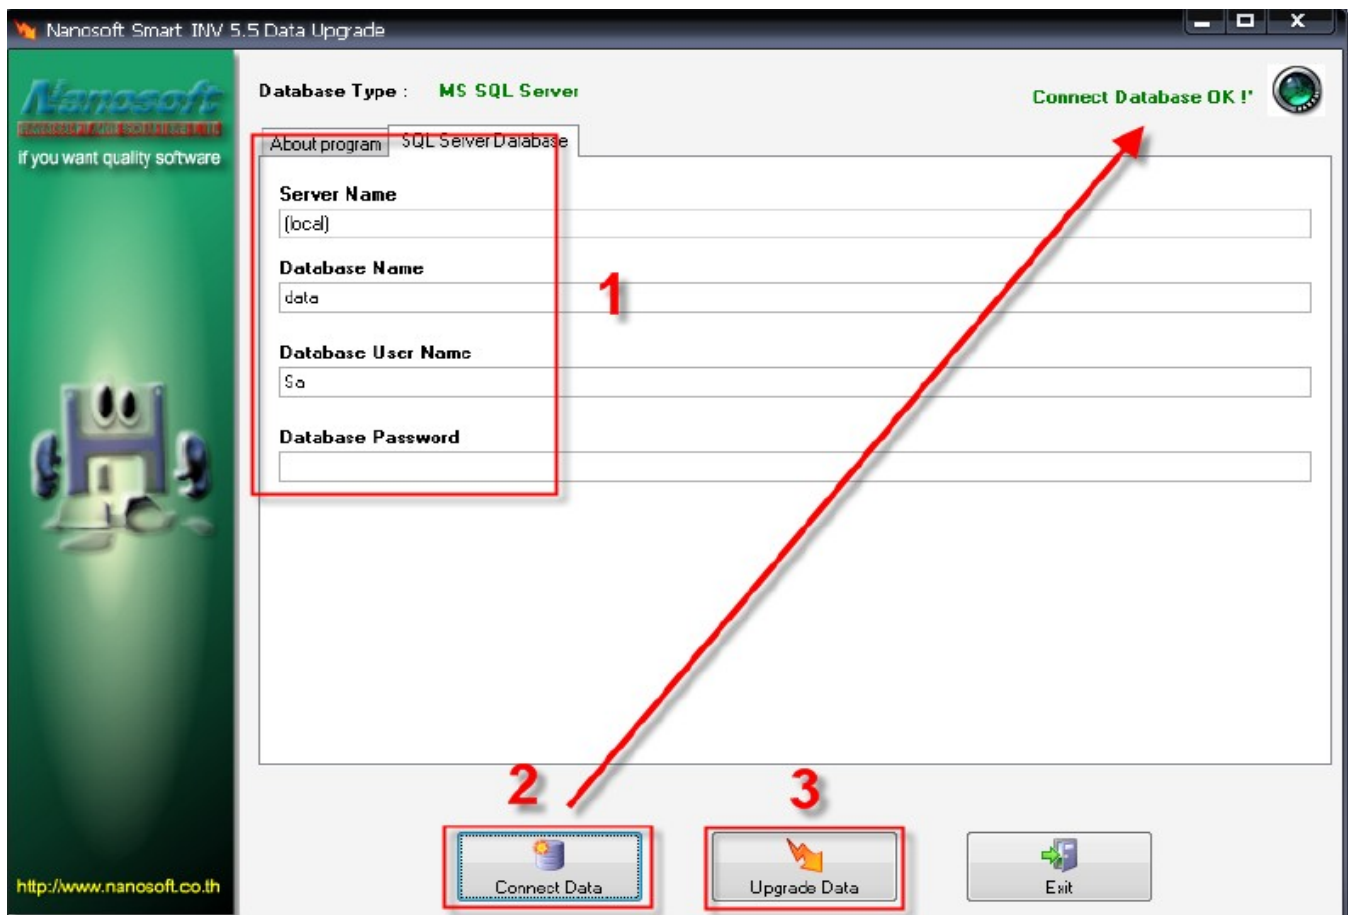 Nanosoft Smart INV 5.5 Data Upgrade
Nanosoft
if you want quality software
Database Type : MS SQL Server
Connect Database OK !'
About program
SQL Server Database
Server Name
(local)
Database Name
data
1
Database User Name
Sa
Database Password
2
3
Connect Data
Upgrade Data
Exit
http://www.nanosoft.co.th